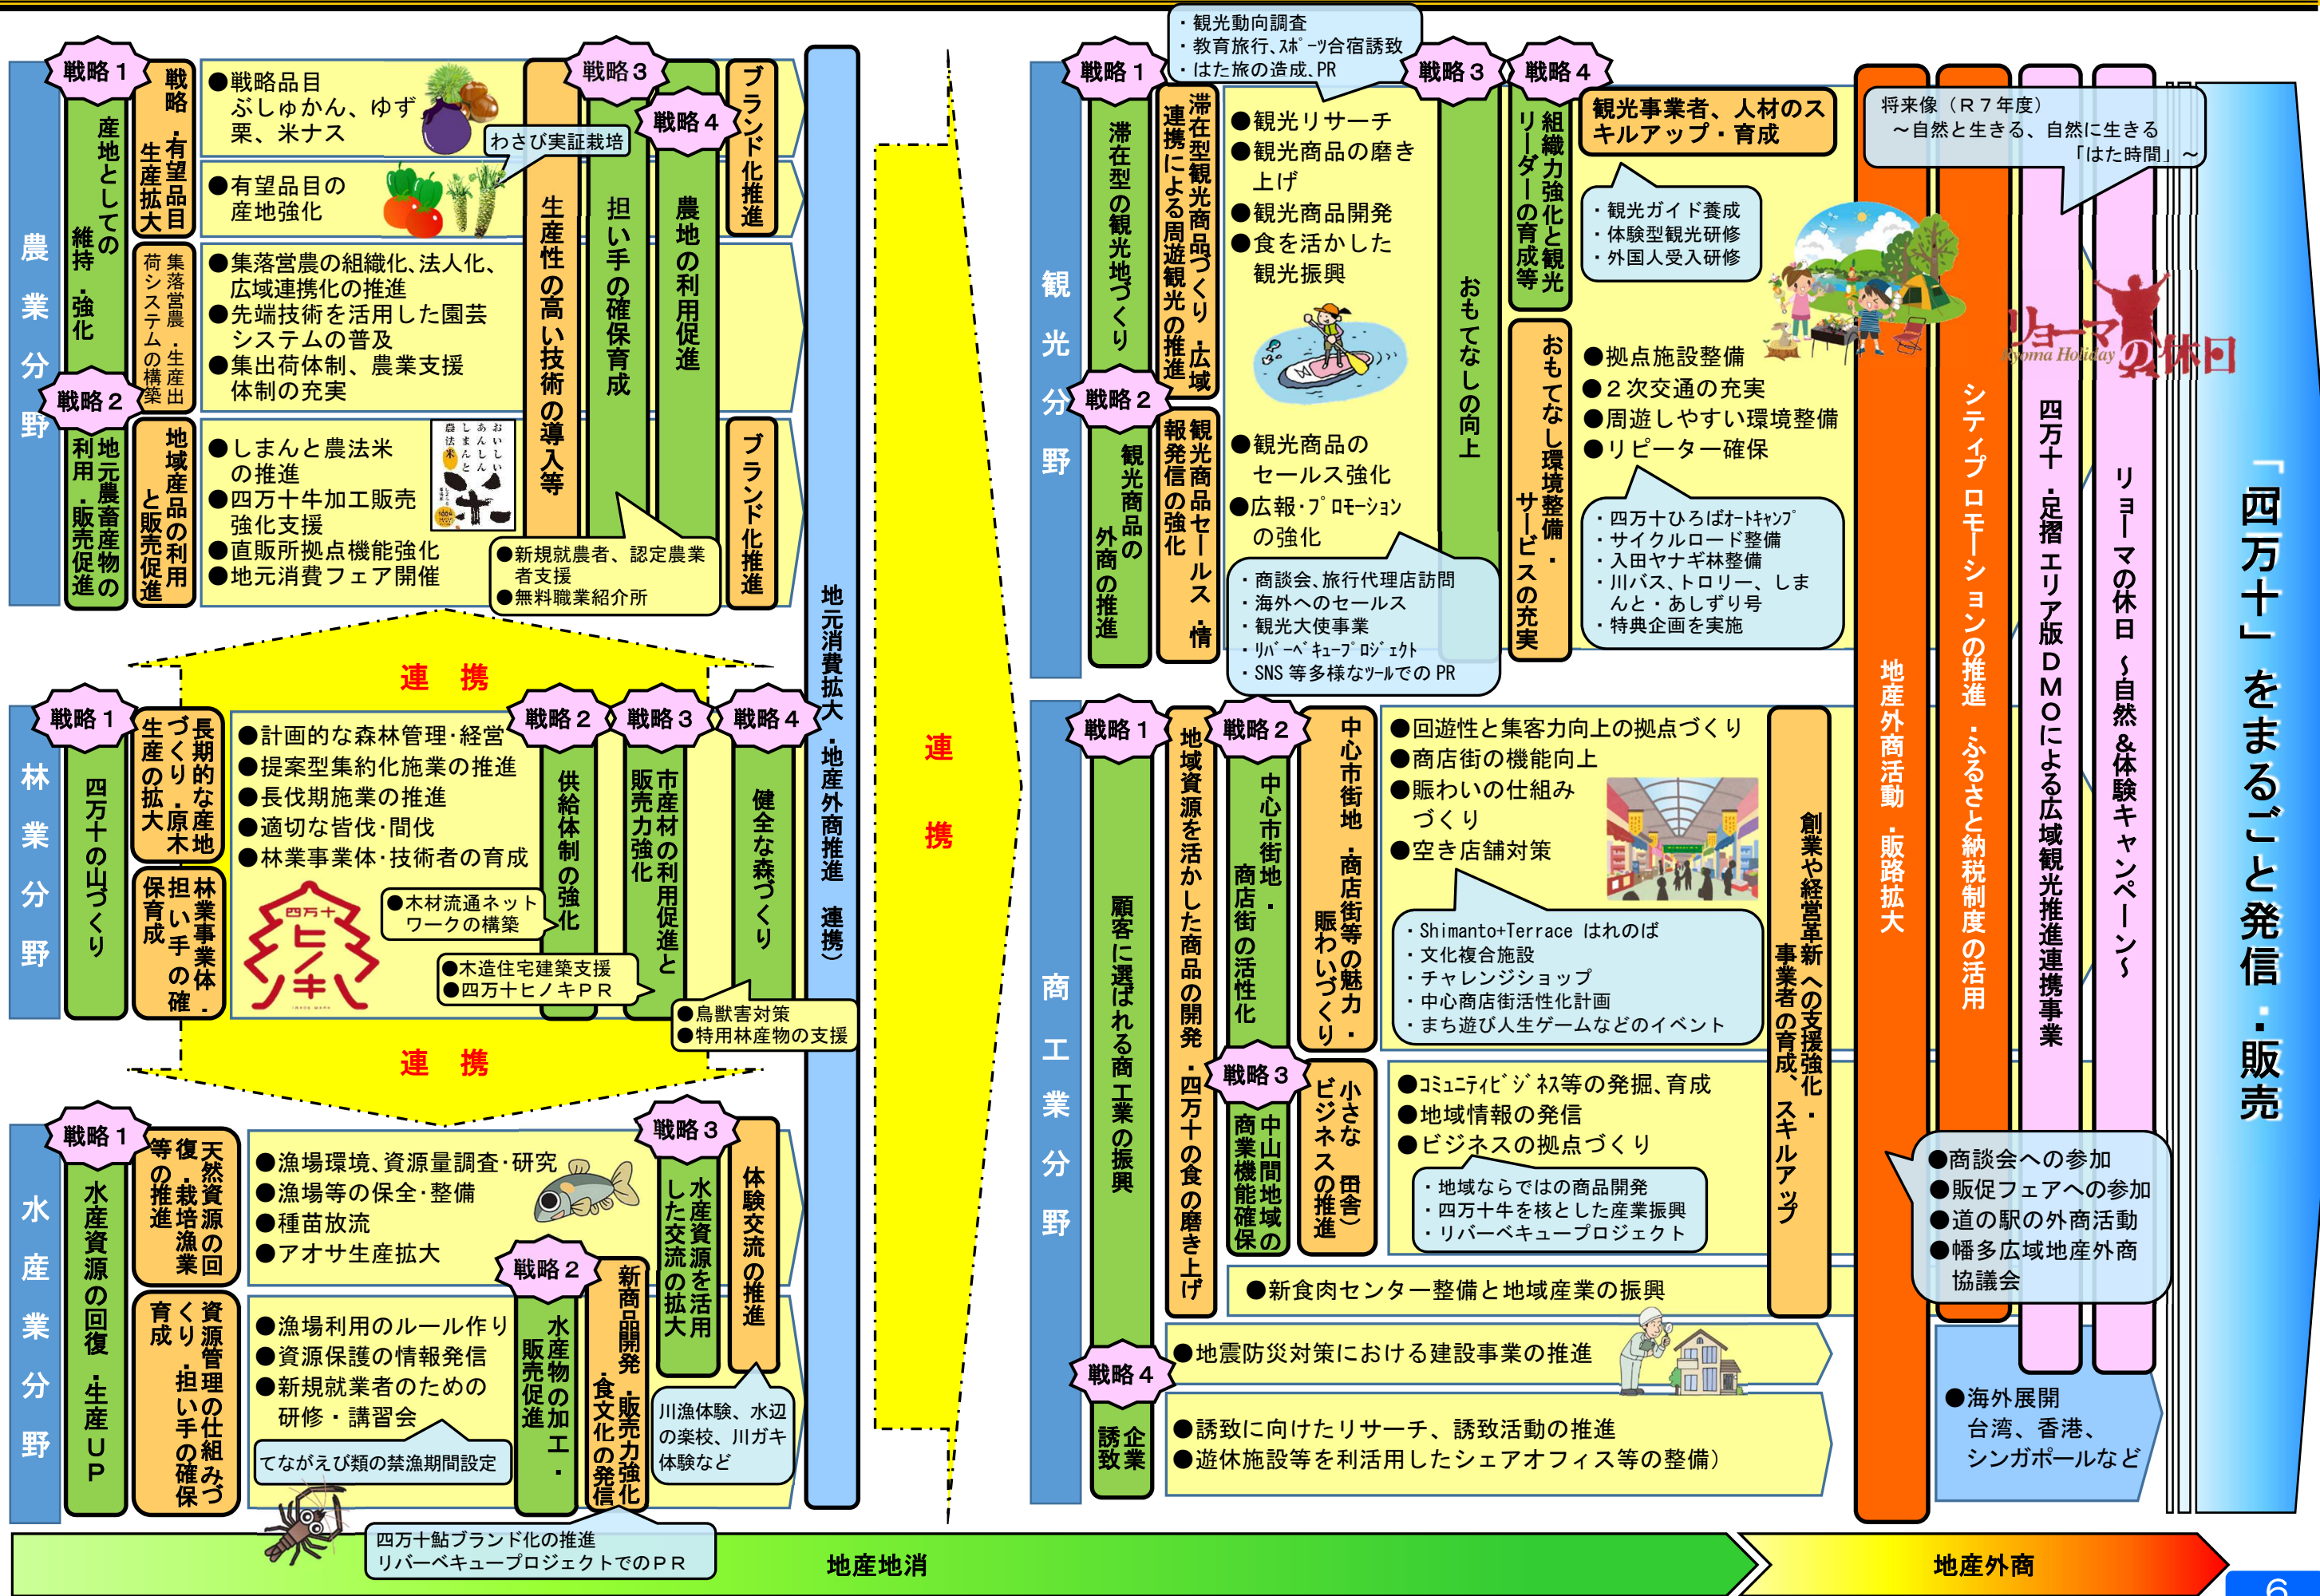 農業分野
戦略1
産地としての
維持・強化
戦略・有望品目
生産拡大
●戦略品目
ぶしゅかん、ゆず
栗、米ナス
わさび実証栽培
●有望品目の
産地強化
集落営農・生産出
荷システムの構築
●集落営農の組織化、法人化、
広域連携化の推進
●先端技術を活用した園芸
システムの普及
●集出荷体制、農業支援
体制の充実
戦略2
地元農畜産物の
利用・販売促進
地域産品の利用
と販売促進
●しまんと農法米
の推進
●四万十牛加工販売
強化支援
●直販所拠点機能強化
●地元消費フェア開催
おいしい
あんしん
しまんと
農法米
米
生産性の高い技術の導入等
戦略3
担い手の確保育成
戦略4
農地の利用促進
●新規就農者、認定農業
者支援
●無料職業紹介所
ブランド化推進
ブランド化推進
連 携
林業分野
戦略1
四万十の山づくり
長期的な産地
づくり・原木
生産の拡大
林業事業体・
担い手の確
保育成
●計画的な森林管理・経営
●提案型集約化施業の推進
●長伐期施業の推進
●適切な皆伐・間伐
●林業事業体・技術者の育成
四万十
ヒノキ
戦略2
供給体制の強化
●木材流通ネット
ワークの構築
戦略3
市産材の利用促進と
販売力強化
●木造住宅建築支援
●四万十ヒノキPR
戦略4
健全な森づくり
●鳥獣害対策
●特用林産物の支援
連 携
水産業分野
戦略1
水産資源の回復・生産UP
天然資源の回
復・栽培漁業
等の推進
●漁場環境、資源量調査・研究
●漁場等の保全・整備
●種苗放流
●アオサ生産拡大
資源管理の仕組みづ
くり・担い手の確保
育成
●漁場利用のルール作り
●資源保護の情報発信
●新規就業者のための
研修・講習会
てながえび類の禁漁期間設定
戦略2
水産物の加工・
販売促進
新商品開発・販売力強化
・食文化の発信
四万十鮎ブランド化の推進
リバーベキュープロジェクトでのPR
戦略3
水産資源を活用
した交流の拡大
体験交流の推進
川漁体験、水辺
の楽校、川ガキ
体験など
地元消費拡大・地産外商推進 連携)
連携
観光分野
戦略1
滞在型の観光地づくり
滞在型観光商品づくり・広域
連携による周遊観光の推進
・観光動向調査
・教育旅行、ｽﾎﾟｰﾂ合宿誘致
・はた旅の造成、PR
●観光リサーチ
●観光商品の磨き
上げ
●観光商品開発
●食を活かした
観光振興
戦略2
観光商品の
外商の推進
観光商品セールス・情
報発信の強化
●観光商品の
セールス強化
●広報・ﾌﾟﾛﾓｰｼｮﾝ
の強化
・商談会、旅行代理店訪問
・海外へのセールス
・観光大使事業
・ﾘﾊﾞｰﾍﾞｷｭｰﾌﾟﾛｼﾞｪｸﾄ
・SNS 等多様なﾂｰﾙでの PR
戦略3
おもてなしの向上
戦略4
組織力強化と観光
リーダーの育成等
観光事業者、人材のス
キルアップ・育成
・観光ガイド養成
・体験型観光研修
・外国人受入研修
おもてなし環境整備・
サービスの充実
●拠点施設整備
●２次交通の充実
●周遊しやすい環境整備
●リピーター確保
・四万十ひろばｵｰﾄｷｬﾝﾌﾟ
・サイクルロード整備
・入田ヤナギ林整備
・川バス、トロリー、しま
んと・あしずり号
・特典企画を実施
商工業分野
戦略1
顧客に選ばれる商工業の振興
地域資源を活かした商品の開発・四万十の食の磨き上げ
戦略2
中心市街地・
商店街の活性化
中心市街地・商店街等の魅力・
賑わいづくり
●回遊性と集客力向上の拠点づくり
●商店街の機能向上
●賑わいの仕組み
づくり
●空き店舗対策
・Shimanto+Terrace はれのば
・文化複合施設
・チャレンジショップ
・中心商店街活性化計画
・まち遊び人生ゲームなどのイベント
戦略3
中山間地域の
商業機能確保
小さな 田舎)
ビジネスの推進
●ｺﾐｭﾆﾃｨﾋﾞｼﾞﾈｽ等の発掘、育成
●地域情報の発信
●ビジネスの拠点づくり
・地域ならではの商品開発
・四万十牛を核とした産業振興
・リバーベキュープロジェクト
●新食肉センター整備と地域産業の振興
創業や経営革新への支援強化・
事業者の育成、スキルアップ
●地震防災対策における建設事業の推進
戦略4
企業
誘致
●誘致に向けたリサーチ、誘致活動の推進
●遊休施設等を利活用したシェアオフィス等の整備)
将来像（R７年度）
～自然と生きる、自然に生きる
「はた時間」～
リョーマの休日
Ryoma Holiday
地産外商活動・販路拡大
シティプロモーションの推進・ふるさと納税制度の活用
四万十・足摺エリア版DMOによる広域観光推進連携事業
リョーマの休日～自然&体験キャンペーン～
●商談会への参加
●販促フェアへの参加
●道の駅の外商活動
●幡多広域地産外商
協議会
●海外展開
台湾、香港、
シンガポールなど
「四万十」をまるごと発信・販売
地産地消
地産外商
6